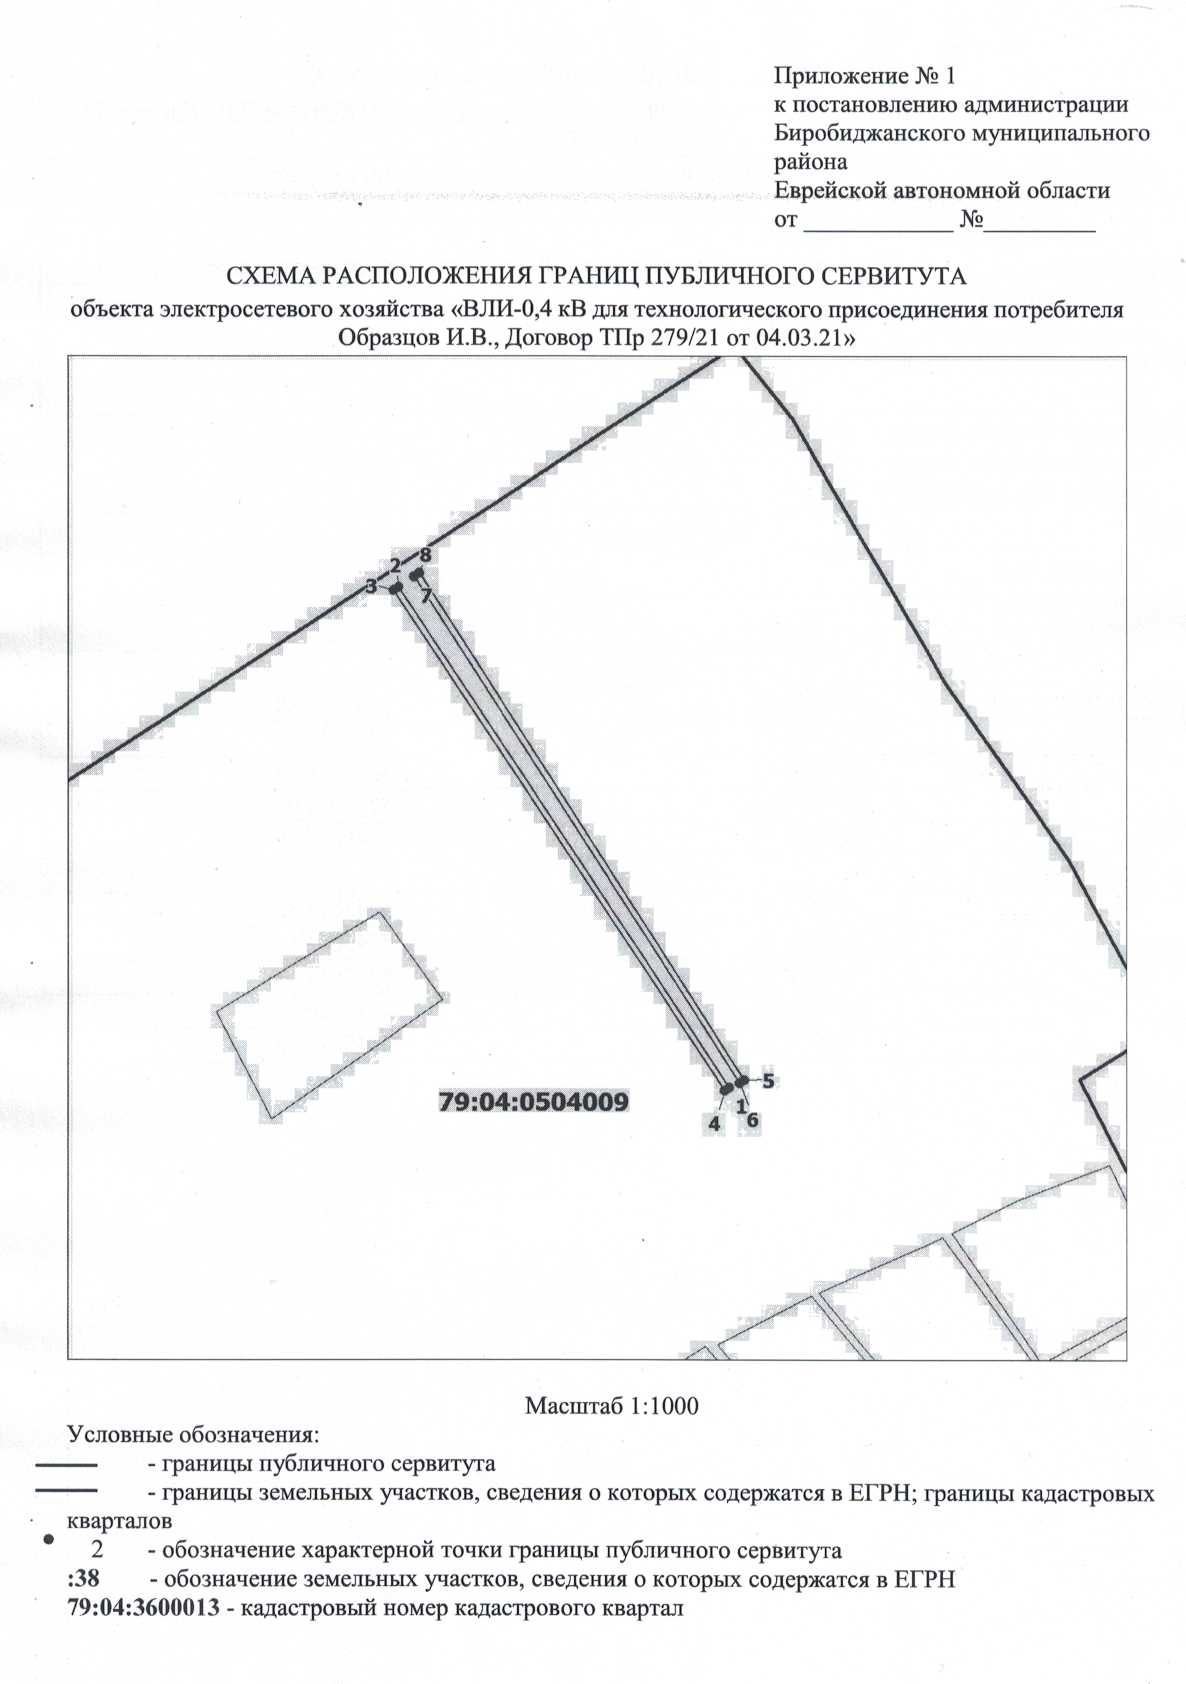 Приложение № 1
к постановлению администрации
Биробиджанского муниципального
района
Еврейской автономной области
от ____________ №_________
СХЕМА РАСПОЛОЖЕНИЯ ГРАНИЦ ПУБЛИЧНОГО СЕРВИТУТА
объекта электросетевого хозяйства «ВЛИ-0,4 кВ для технологического присоединения потребителя
Образцов И.В., Договор ТПр 279/21 от 04.03.21»
8
2
3
7
5
79:04:0504009
1
4
6
Масштаб 1:1000
Условные обозначения:
- границы публичного сервитута
- границы земельных участков, сведения о которых содержатся в ЕГРН; границы кадастровых
кварталов
2 - обозначение характерной точки границы публичного сервитута
:38 - обозначение земельных участков, сведения о которых содержатся в ЕГРН
79:04:3600013 - кадастровый номер кадастрового квартал